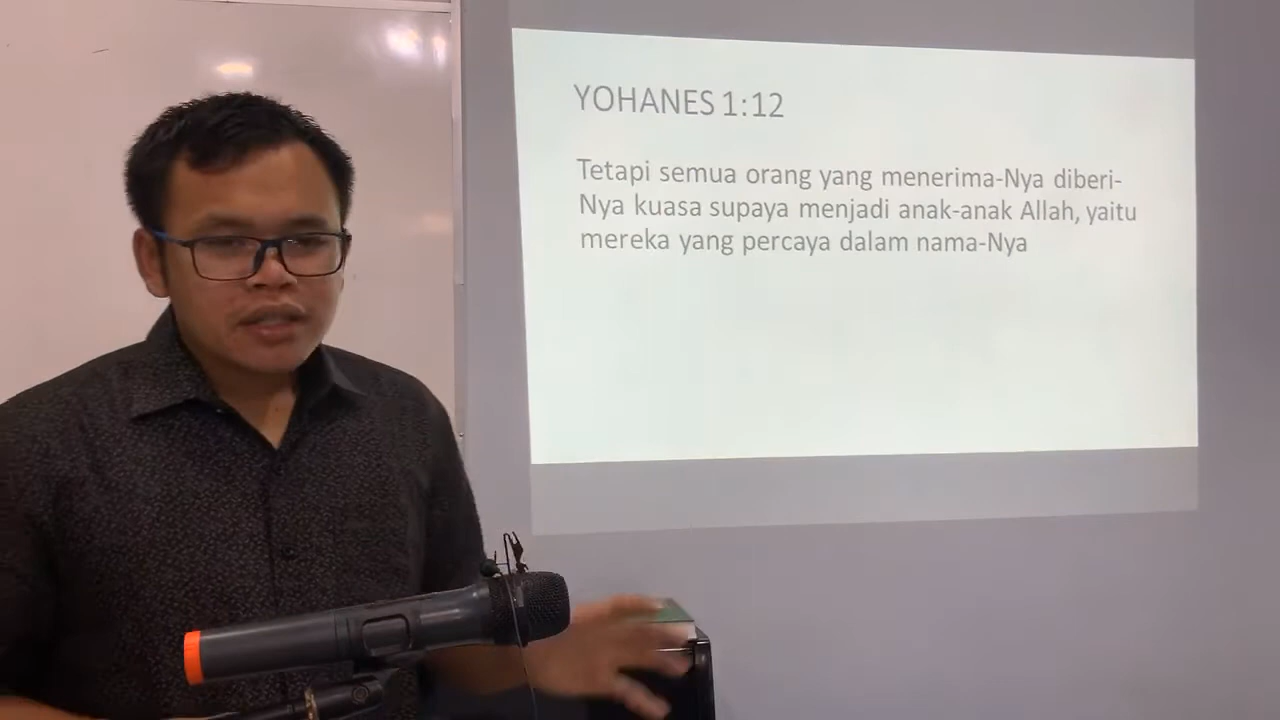 YOHANES 1:12
Tetapi semua orang yang menerima-Nya diberi-
Nya kuasa supaya menjadi anak-anak Allah, yaitu
mereka yang percaya dalam nama-Nya